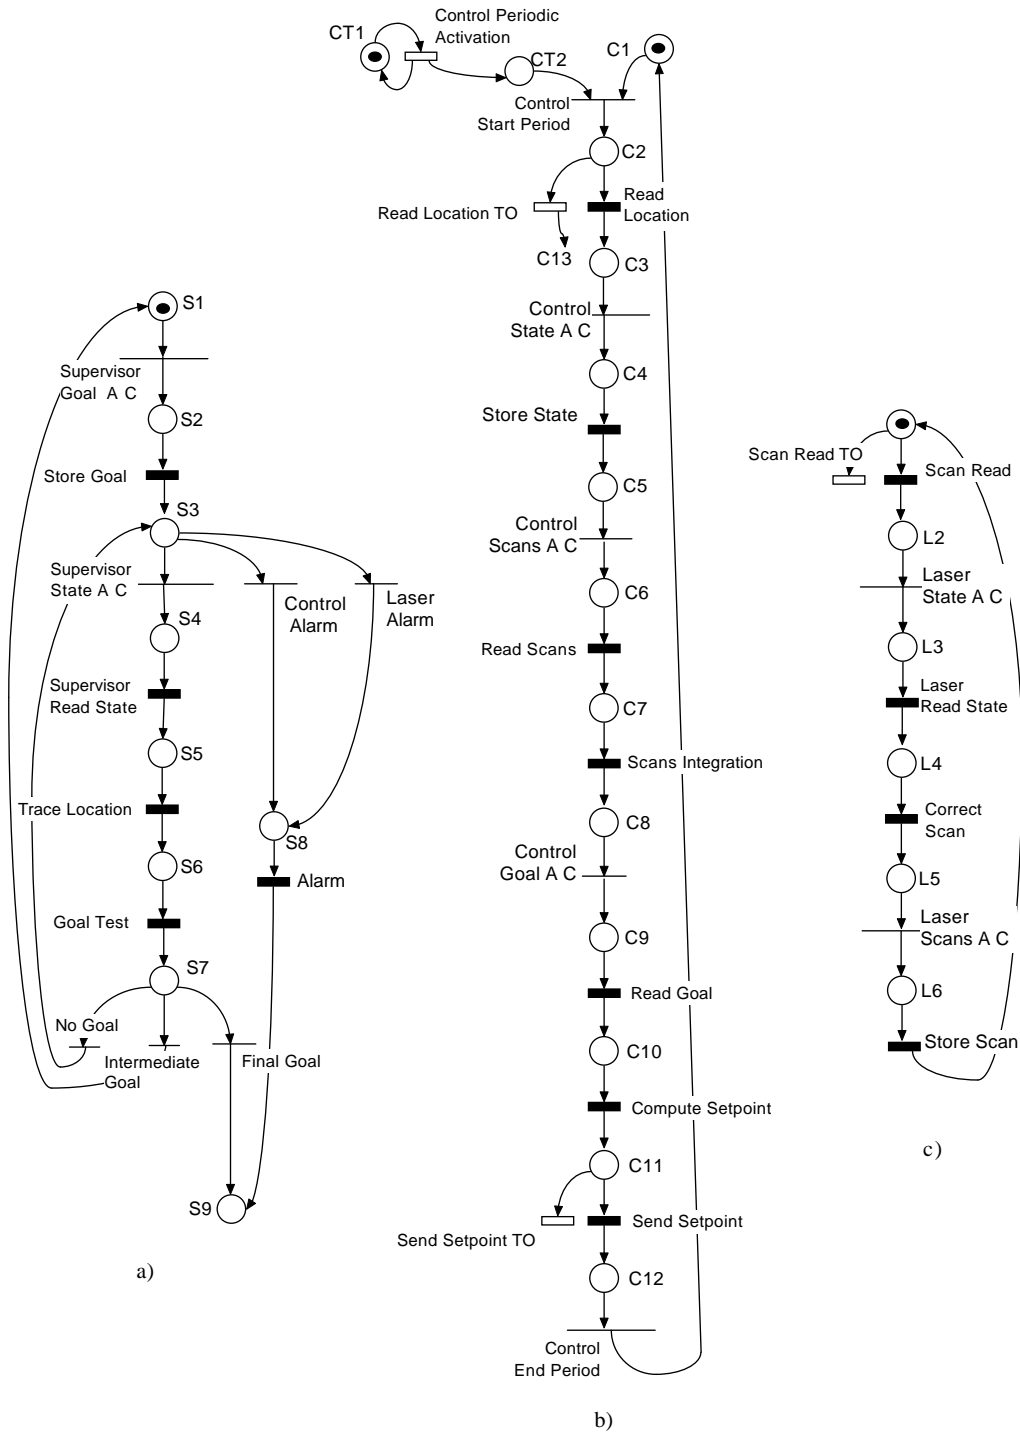 Control Periodic
Activation
CT1
CT2
C1
Control
Start Period
C2
Read Location TO
Read
Location
C13
C3
Control
State A C
C4
Store State
C5
Control
Scans A C
C6
Read Scans
C7
Scans Integration
C8
Control
Goal A C
C9
Read Goal
C10
Compute Setpoint
C11
Send Setpoint TO
Send Setpoint
C12
Control
End Period
b)
S1
Supervisor
Goal A C
S2
Store Goal
S3
Supervisor
State A C
Control
Alarm
Laser
Alarm
S4
Supervisor
Read State
S5
Trace Location
S6
S8
Alarm
Goal Test
S7
No Goal
Intermediate
Goal
Final Goal
S9
a)
Scan Read TO
Scan Read
L2
Laser
State A C
L3
Laser
Read State
L4
Correct
Scan
L5
Laser
Scans A C
L6
Store Scan
c)